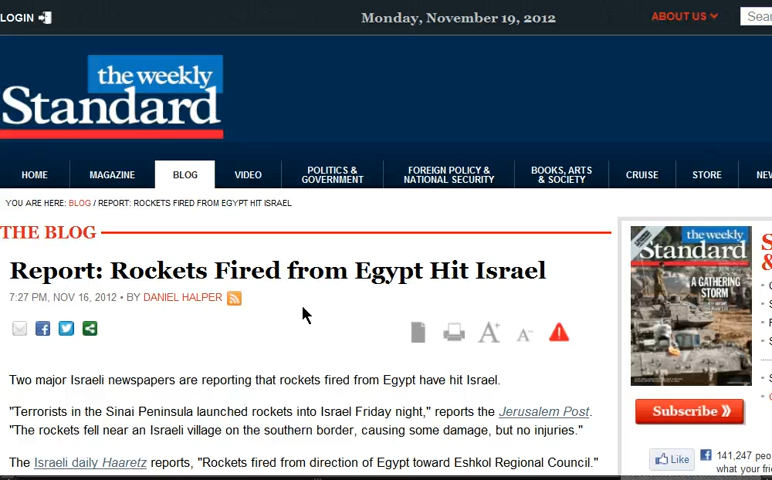 LOGIN
Monday, November 19, 2012
ABOUT US
the weekly
Standard
HOME
MAGAZINE
BLOG
VIDEO
POLITICS &
GOVERNMENT
FOREIGN POLICY &
NATIONAL SECURITY
BOOKS, ARTS
& SOCIETY
CRUISE
STORE
YOU ARE HERE: BLOG / REPORT: ROCKETS FIRED FROM EGYPT HIT ISRAEL
THE BLOG
Report: Rockets Fired from Egypt Hit Israel
7:27 PM, NOV 16, 2012 • BY DANIEL HALPER
A+
A-
Two major Israeli newspapers are reporting that rockets fired from Egypt have hit Israel.
"Terrorists in the Sinai Peninsula launched rockets into Israel Friday night," reports the Jerusalem Post.
"The rockets fell near an Israeli village on the southern border, causing some damage, but no injuries."
The Israeli daily Haaretz reports, "Rockets fired from direction of Egypt toward Eshkol Regional Council."
the weekly
Standard
A GATHERING
STORM
Subscribe
Like
141,247
what your